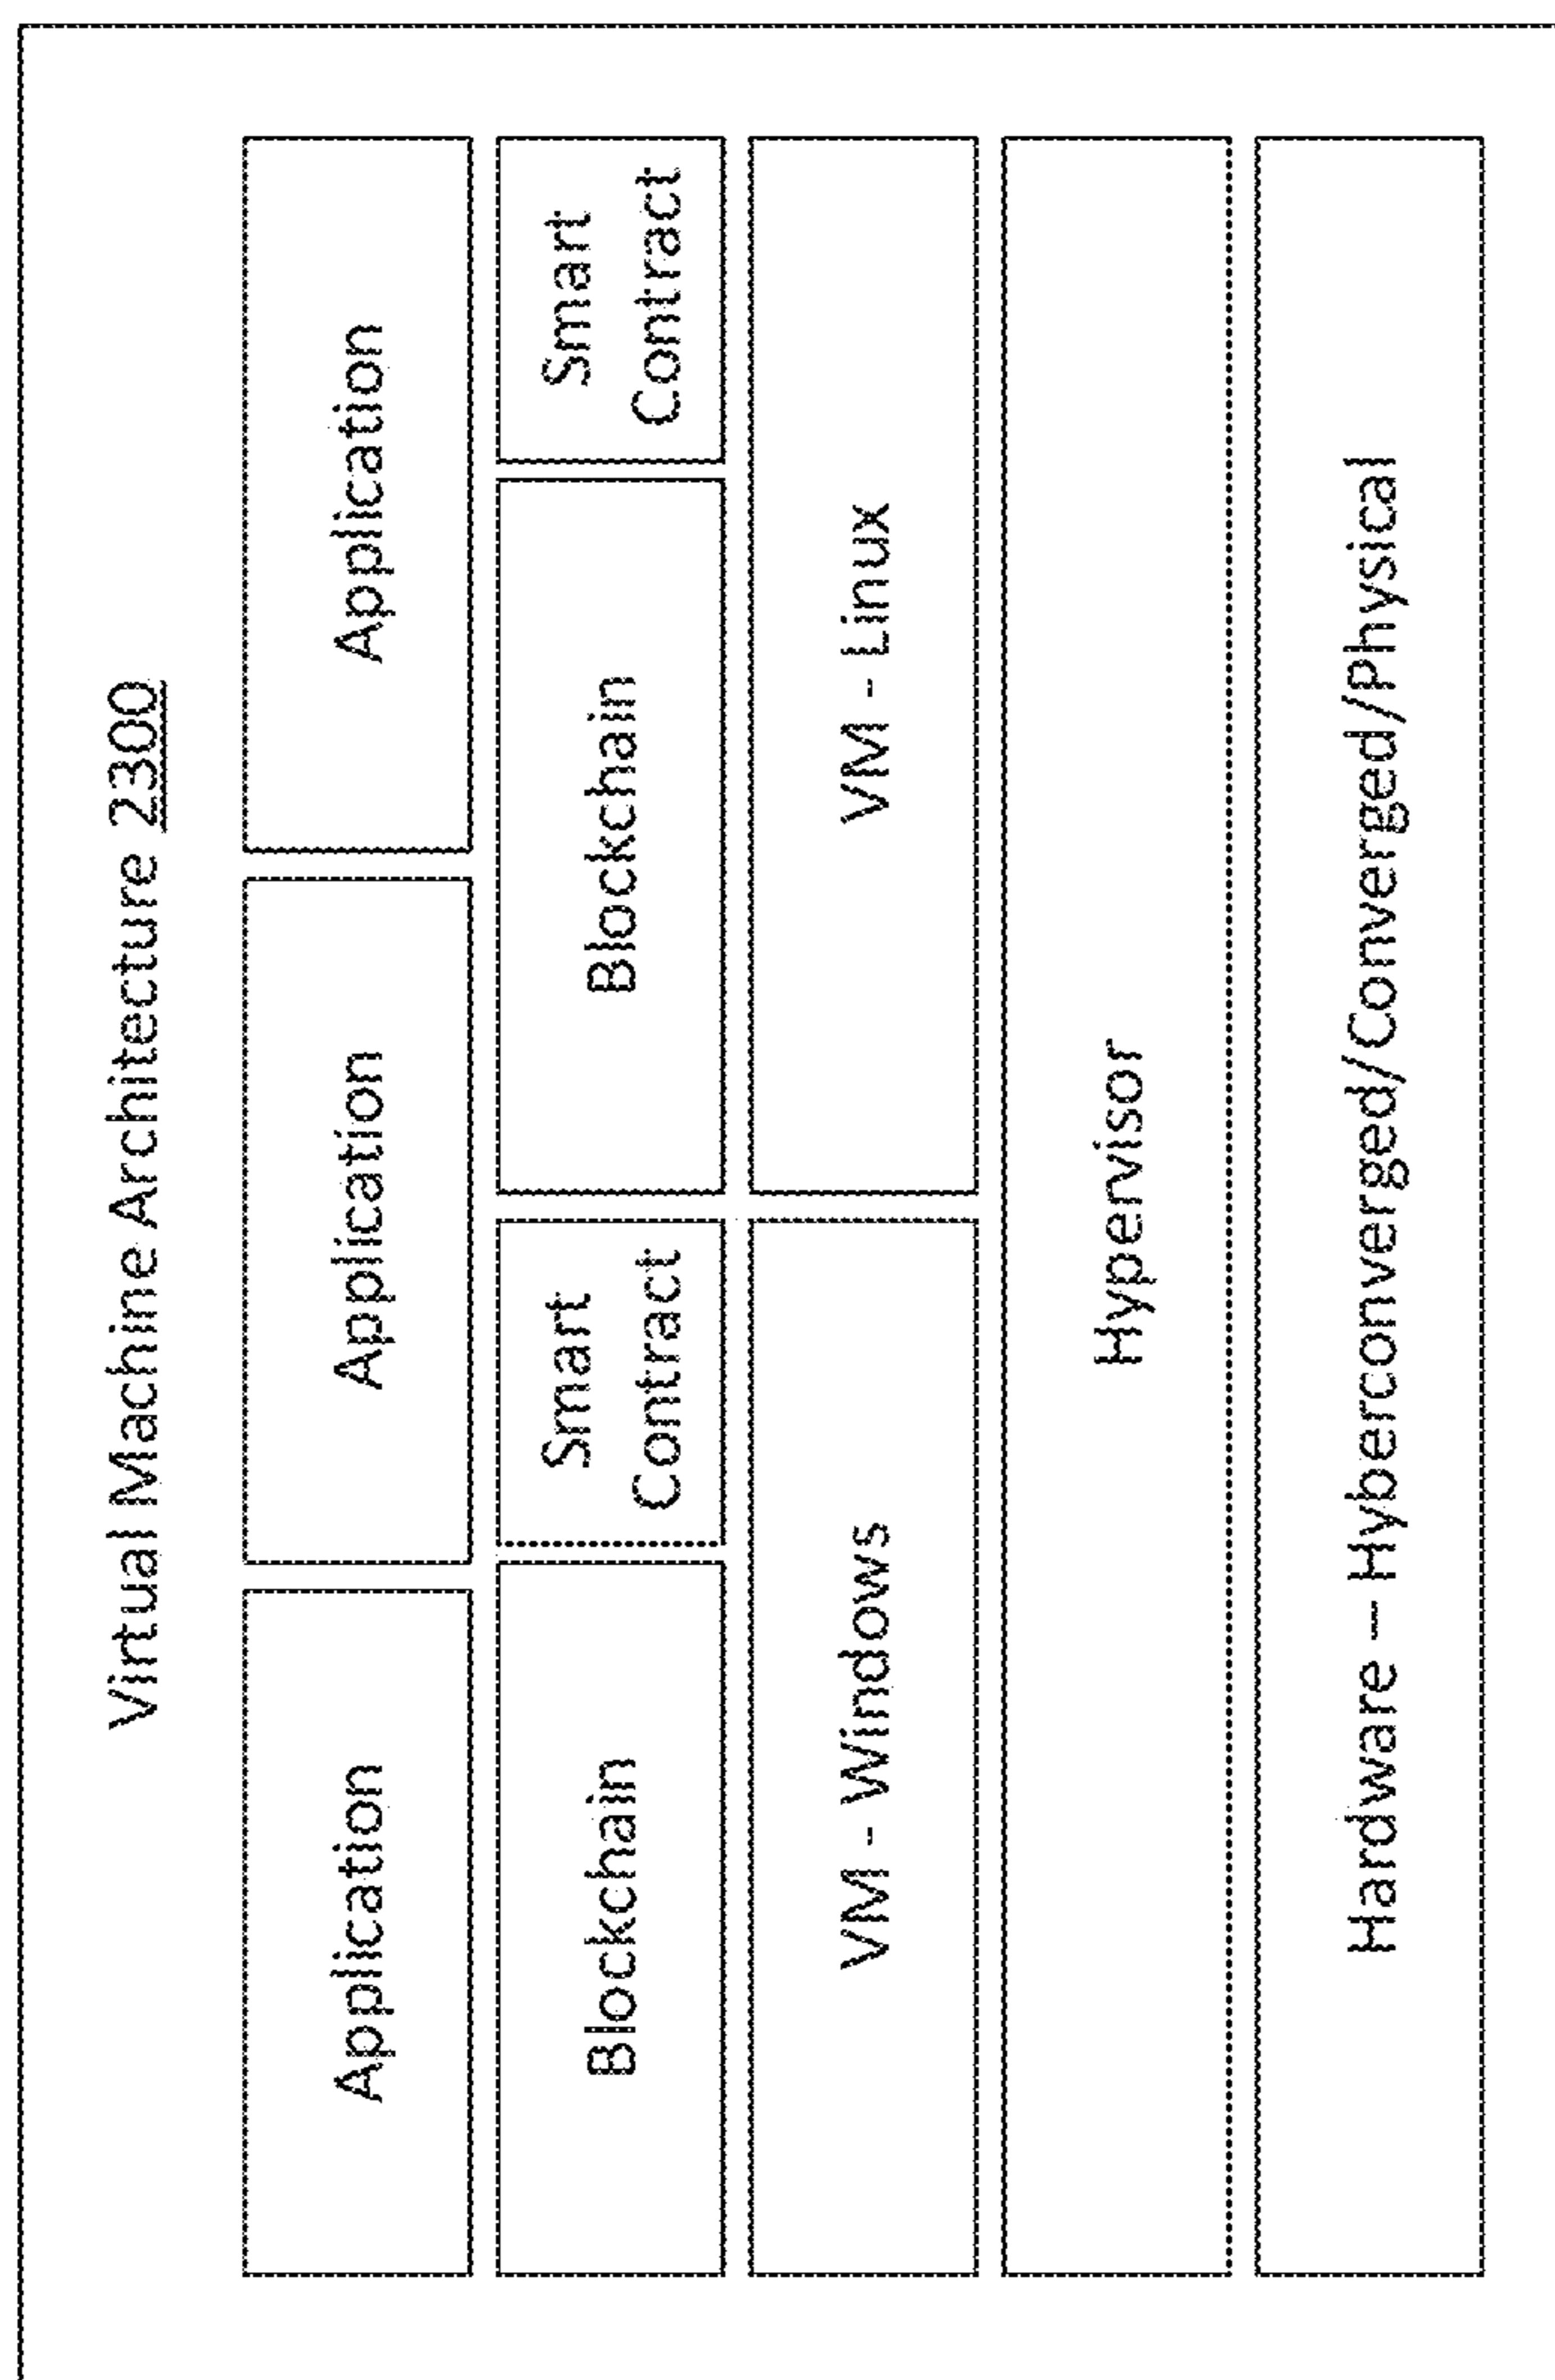 Virtual Machine Architecture 2300
Application
Application
Application
Blockchain
Smart
Contract
Blockchain
Smart
Contract
VM - Windows
VM - Linux
Hypervisor
Hardware – Hyberconverged/Converged/Physical